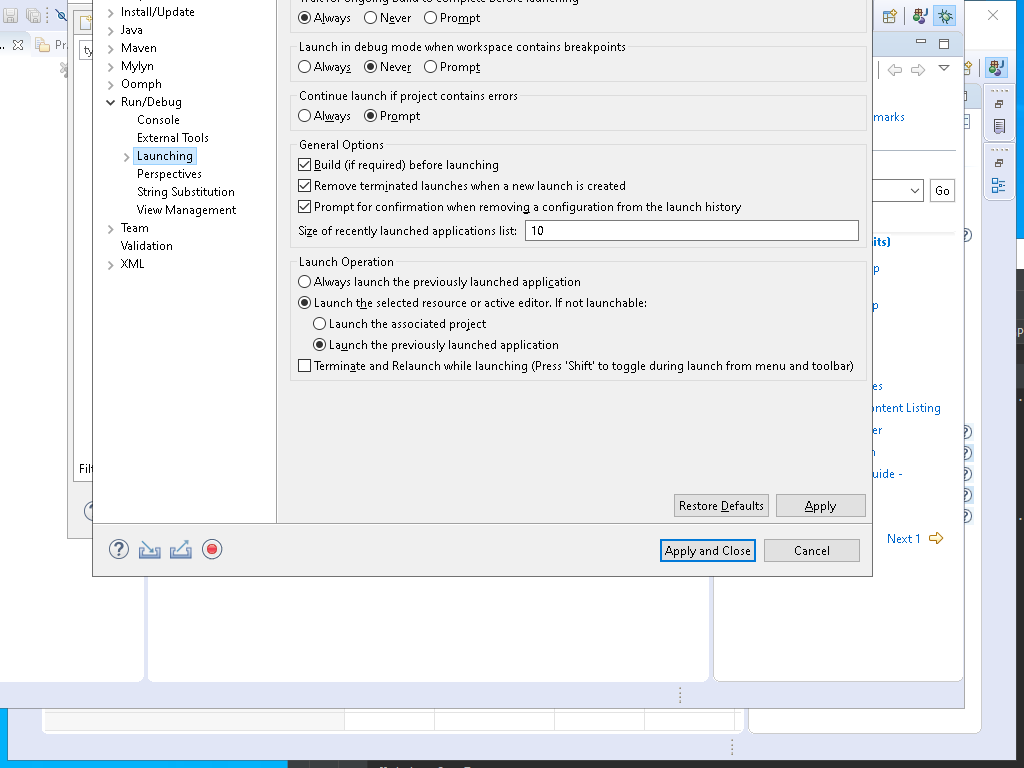 Install/Update
Java
Maven
Mylyn
Oomph
Run/Debug
Console
External Tools
Launching
Perspectives
String Substitution
View Management
Team
Validation
XML
Always Never Prompt
Launch in debug mode when workspace contains breakpoints
Always Never Prompt
Continue launch if project contains errors
Always Prompt
General Options
Build (if required) before launching
Remove terminated launches when a new launch is created
Prompt for confirmation when removing a configuration from the launch history
Size of recently launched applications list: 10
Launch Operation
Always launch the previously launched application
Launch the selected resource or active editor. If not launchable:
Launch the associated project
Launch the previously launched application
Terminate and Relaunch while launching (Press 'Shift' to toggle during launch from menu and toolbar)
Restore Defaults Apply
Apply and Close Cancel
marks
Go
its)
p
p
es
ontent Listing
er
n
uide -
Next 1
Pr
ty
Filt